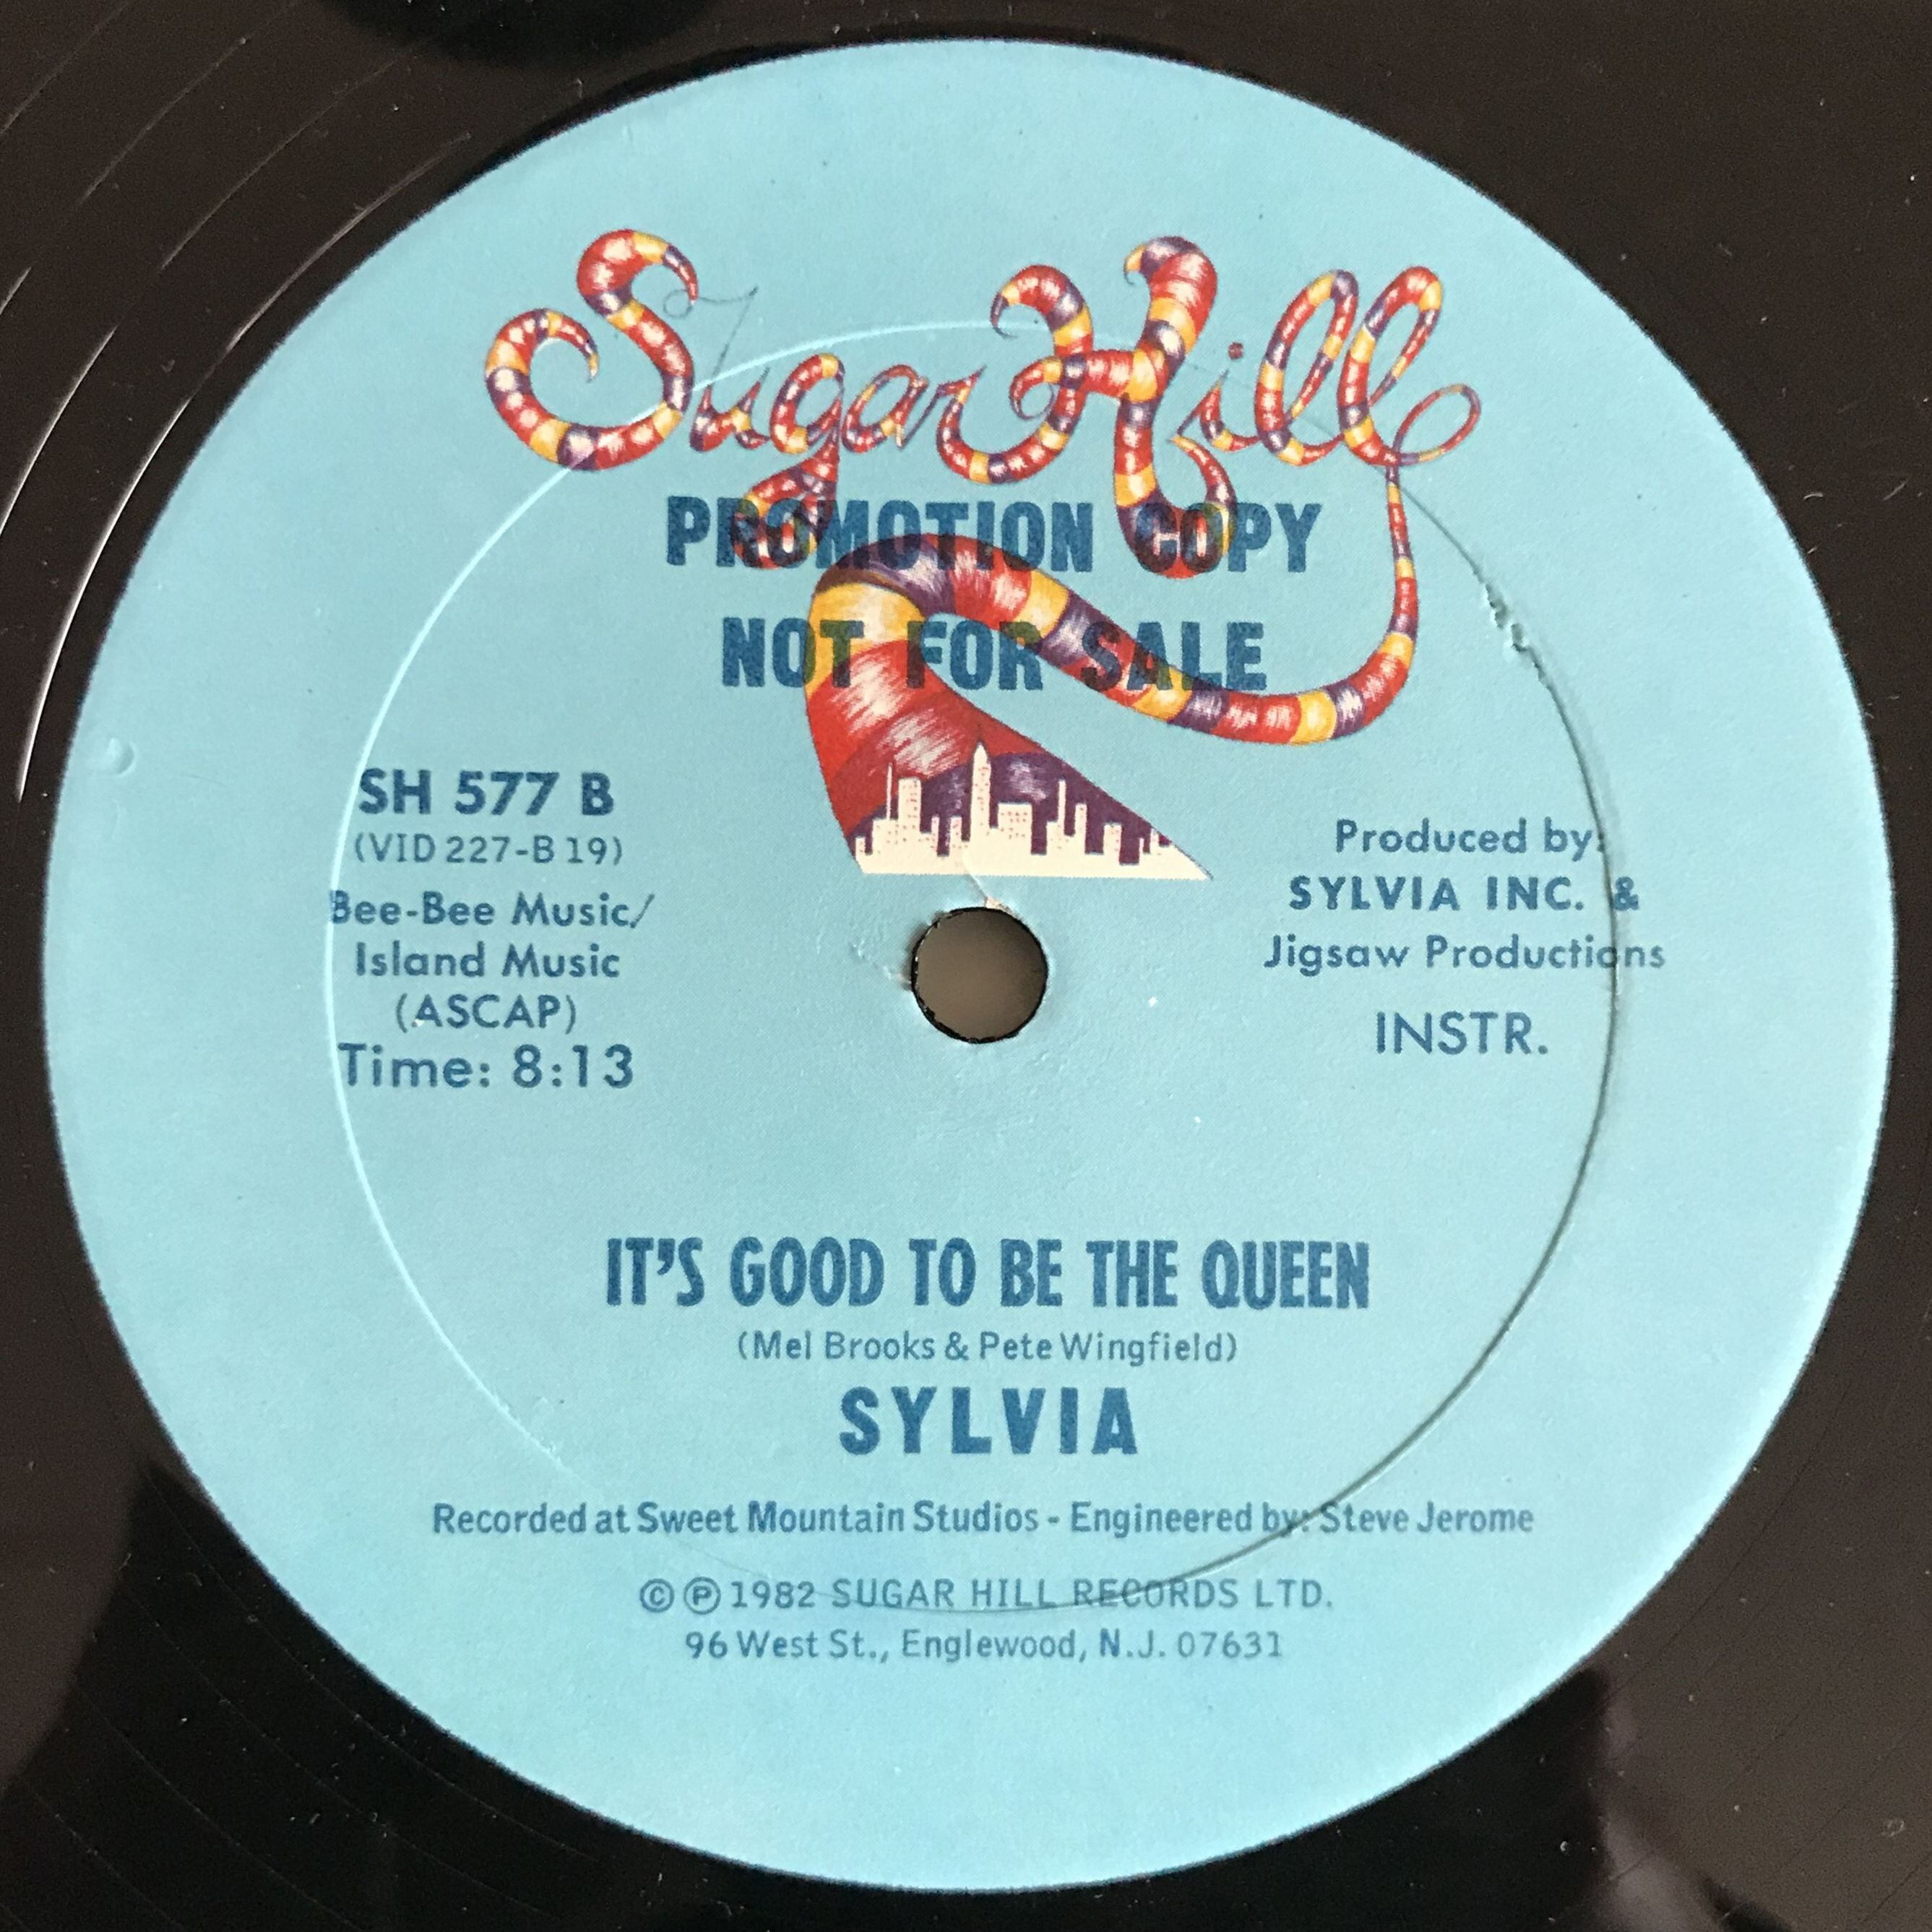 Sugar Hill
PROMOTION COPY
NOT FOR SALE
SH 577 B
(VID 227-B 19)
Bee-Bee Music/
Island Music
(ASCAP)
Time: 8:13
Produced by:
SYLVIA INC. &
Jigsaw Productions
INSTR.
IT'S GOOD TO BE THE QUEEN
(Mel Brooks & Pete Wingfield)
SYLVIA
Recorded at Sweet Mountain Studios - Engineered by: Steve Jerome
© ℗ 1982 SUGAR HILL RECORDS LTD.
96 West St., Englewood, N.J. 07631